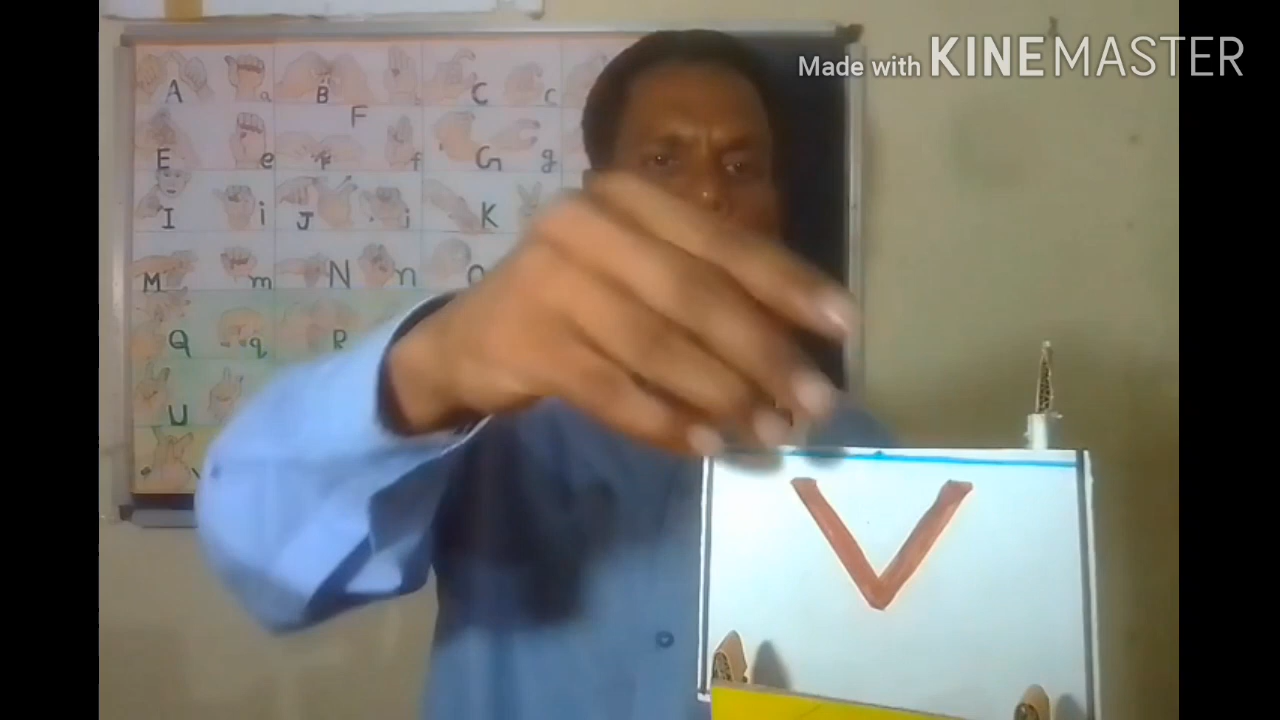 Made with KINEMASTER
A a B C C
F
E e F f G g
I i J j K
M m N n O
Q q R
U
V